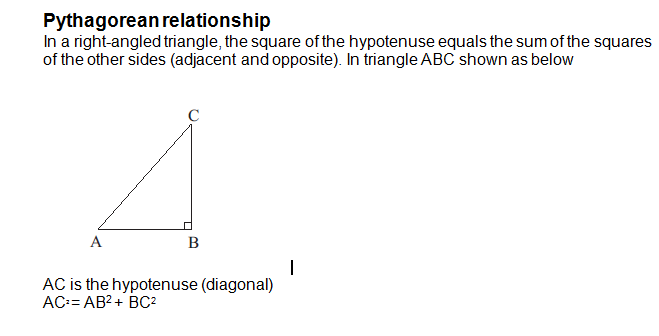 Pythagorean relationship
In a right-angled triangle, the square of the hypotenuse equals the sum of the squares
of the other sides (adjacent and opposite). In triangle ABC shown as below
C
A B
AC is the hypotenuse (diagonal)
AC²= AB²+ BC²